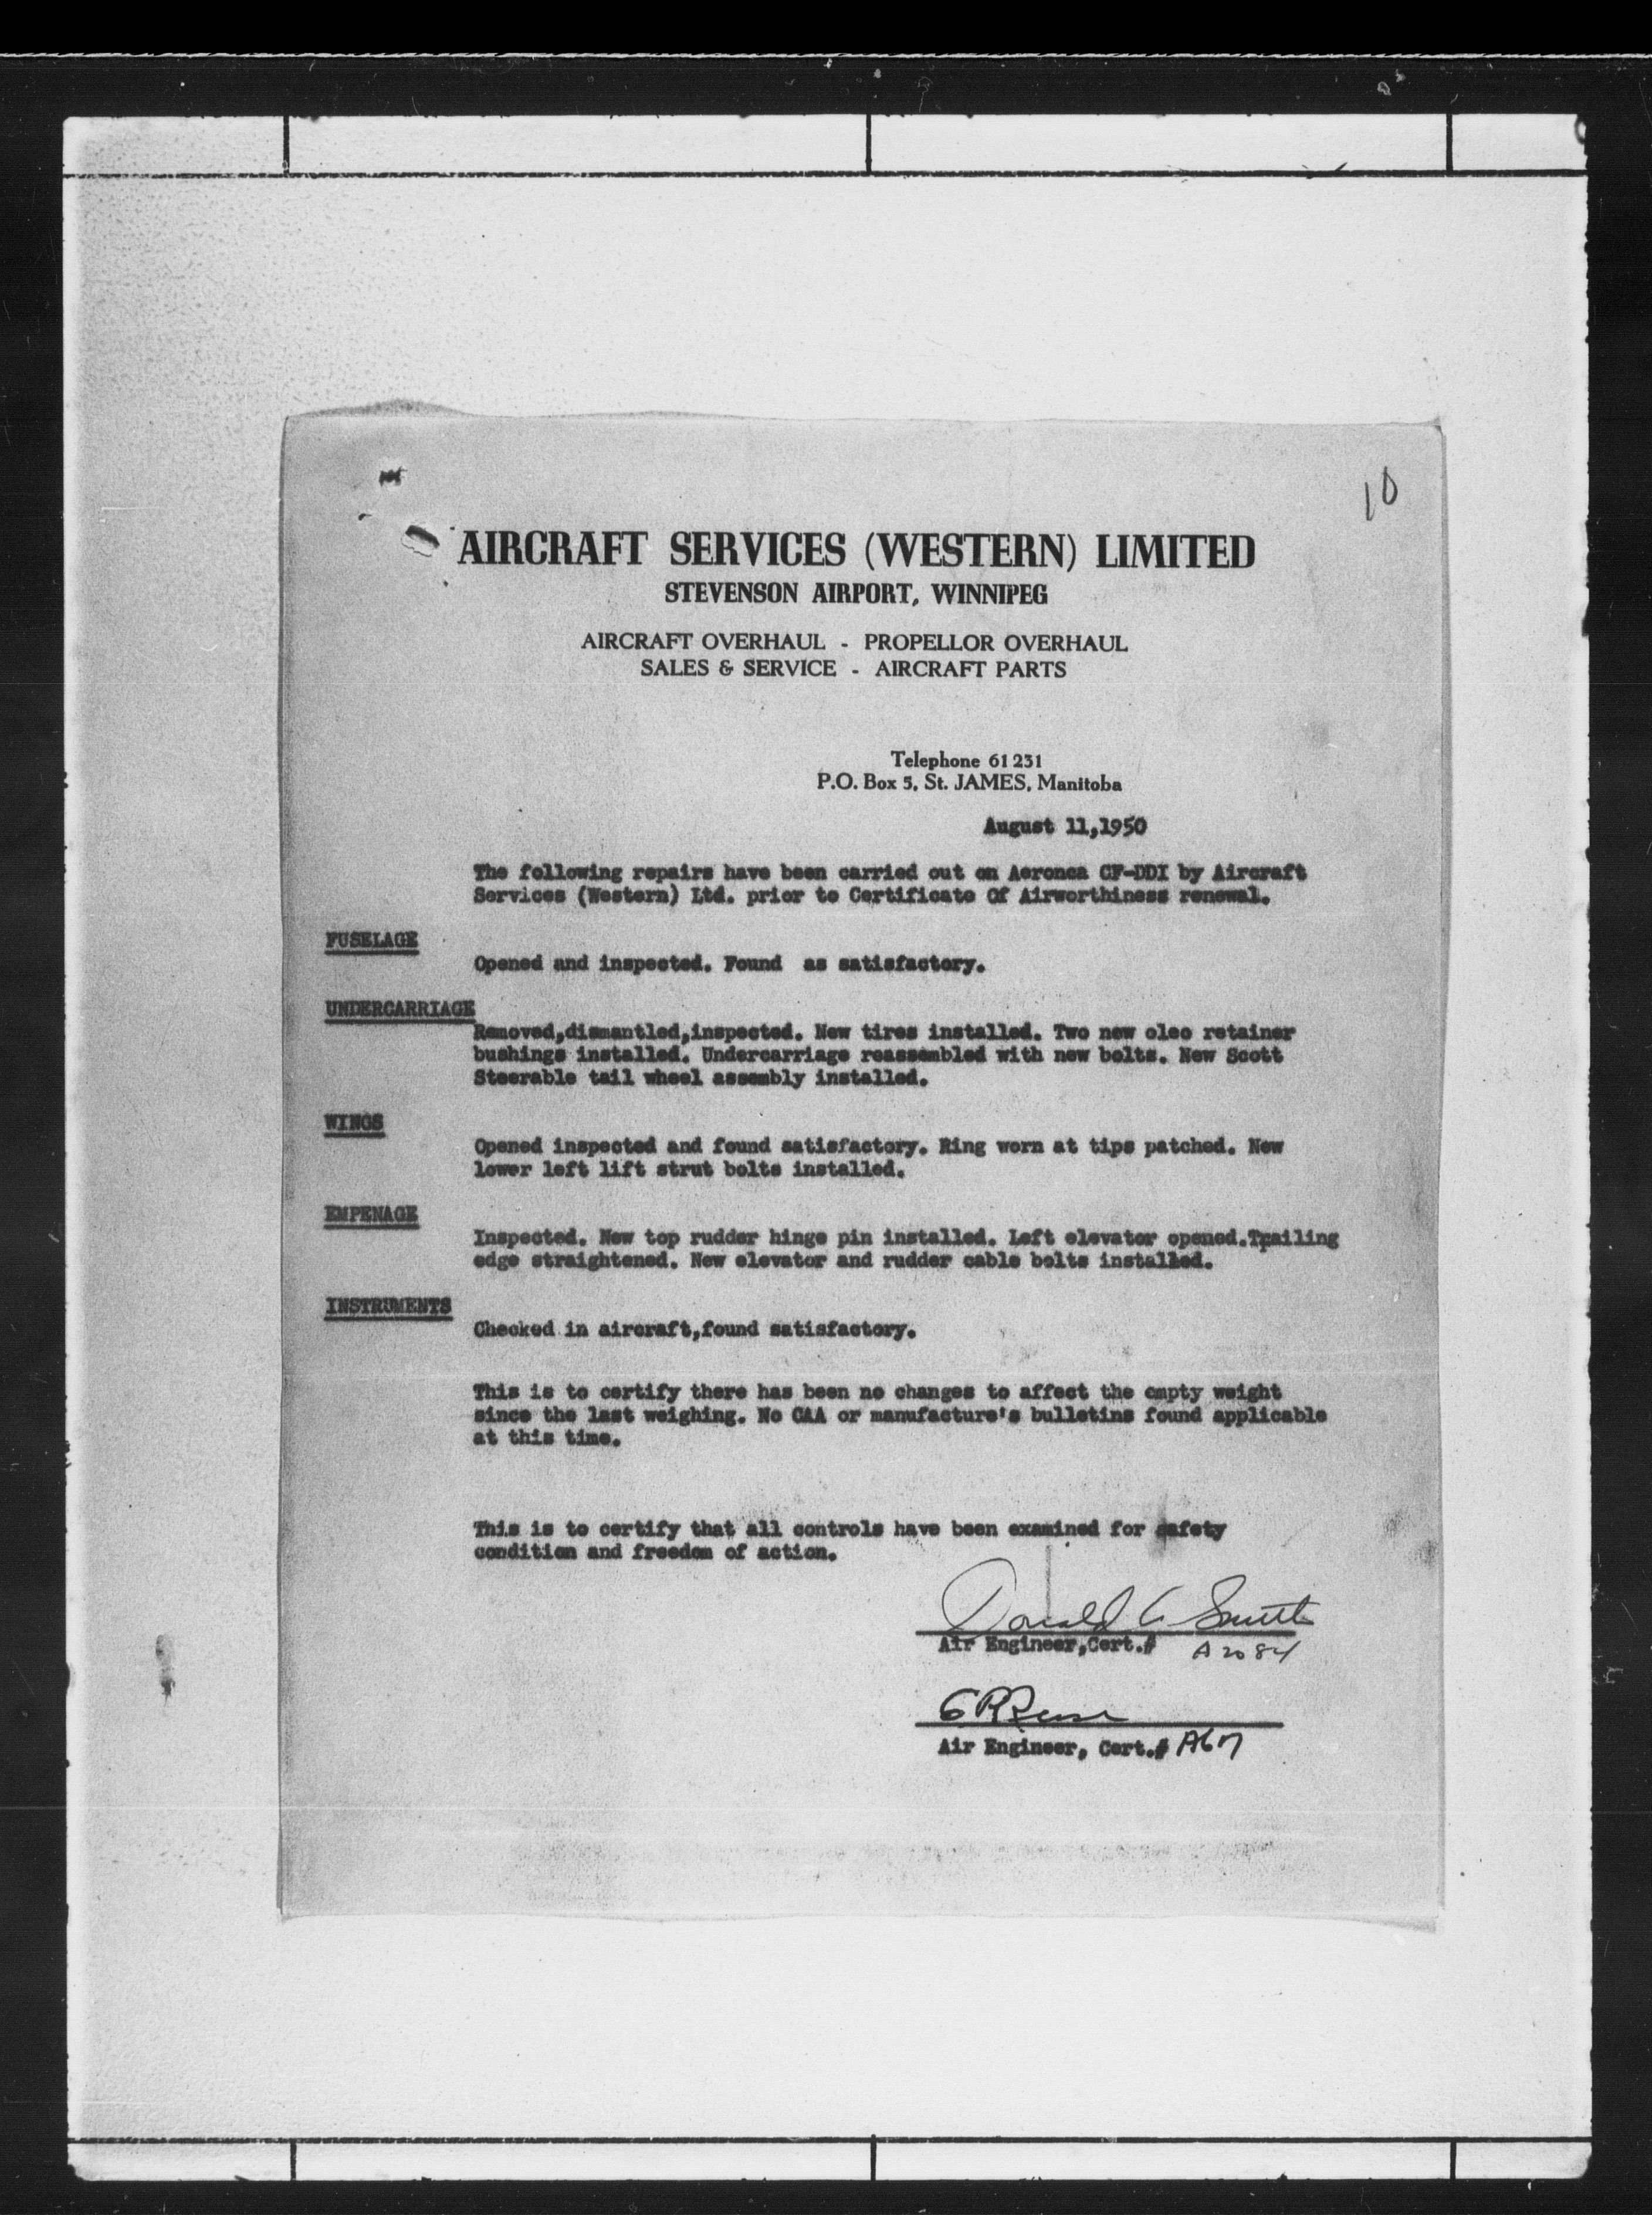 10
AIRCRAFT SERVICES (WESTERN) LIMITED
STEVENSON AIRPORT, WINNIPEG
AIRCRAFT OVERHAUL - PROPELLOR OVERHAUL
SALES & SERVICE - AIRCRAFT PARTS
Telephone 61 231
P.O. Box 5, St. JAMES, Manitoba
August 11,1950
The following repairs have been carried out on Aeronca CF-DDI by Aircraft
Services (Western) Ltd. prior to Certificate Of Airworthiness renewal.
FUSELAGE
Opened and inspected. Found as satisfactory.
UNDERCARRIAGE
Removed,dismantled,inspected. New tires installed. Two new oleo retainer
bushings installed. Undercarriage reassembled with new bolts. New Scott
Steerable tail wheel assembly installed.
WINGS
Opened inspected and found satisfactory. Ring worn at tips patched. New
lower left lift strut bolts installed.
EMPENAGE
Inspected. New top rudder hinge pin installed. Left elevator opened.Trailing
edge straightened. New elevator and rudder cable bolts installed.
INSTRUMENTS
Checked in aircraft,found satisfactory.
This is to certify there has been no changes to affect the empty weight
since the last weighing. No CAA or manufacture's bulletins found applicable
at this time.
This is to certify that all controls have been examined for safety
condition and freedom of action.
Donald G Smith
Air Engineer,Cert.# A2084
Air Engineer, Cert.#